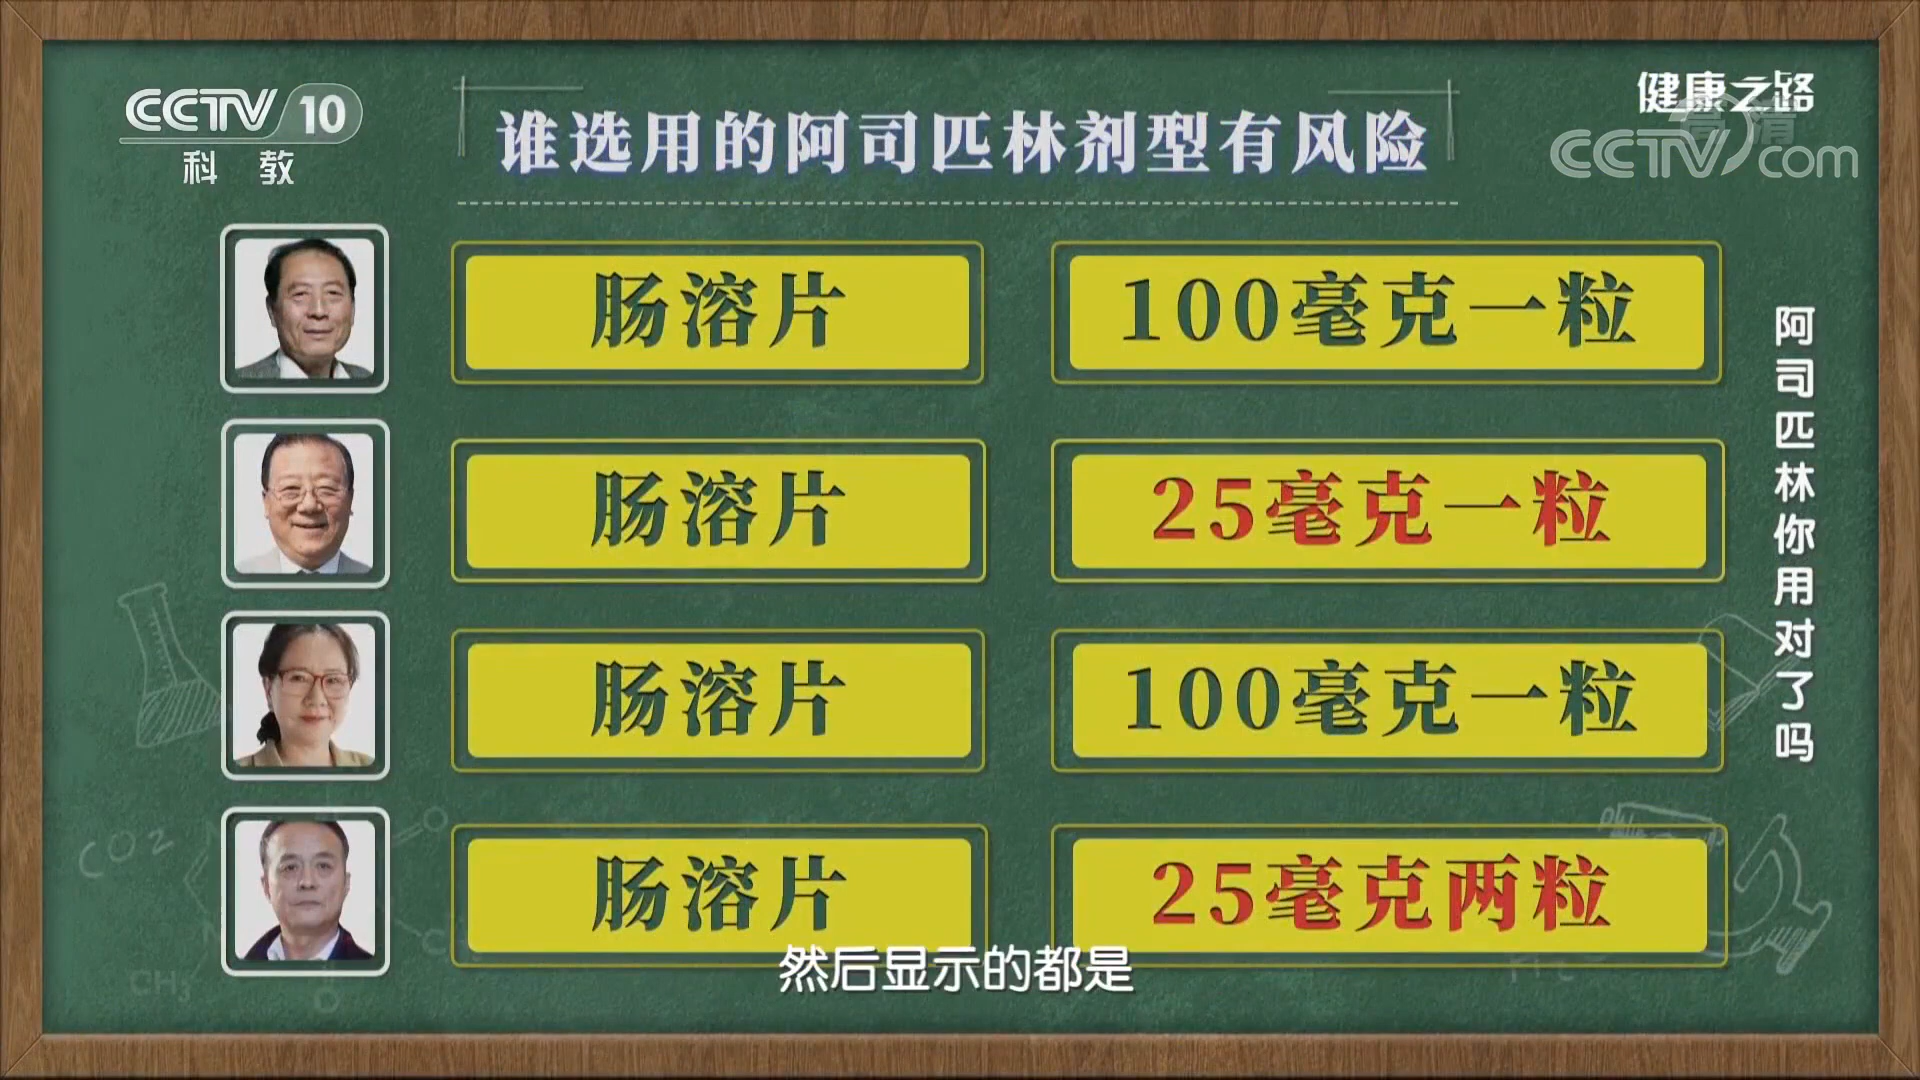 CCTV 10
科 教
谁选用的阿司匹林剂型有风险
健康之路
高清
CCTV.com
肠溶片
100毫克一粒
肠溶片
25毫克一粒
肠溶片
100毫克一粒
肠溶片
25毫克两粒
阿司匹林你用对了吗
然后显示的都是
CO2
CH3